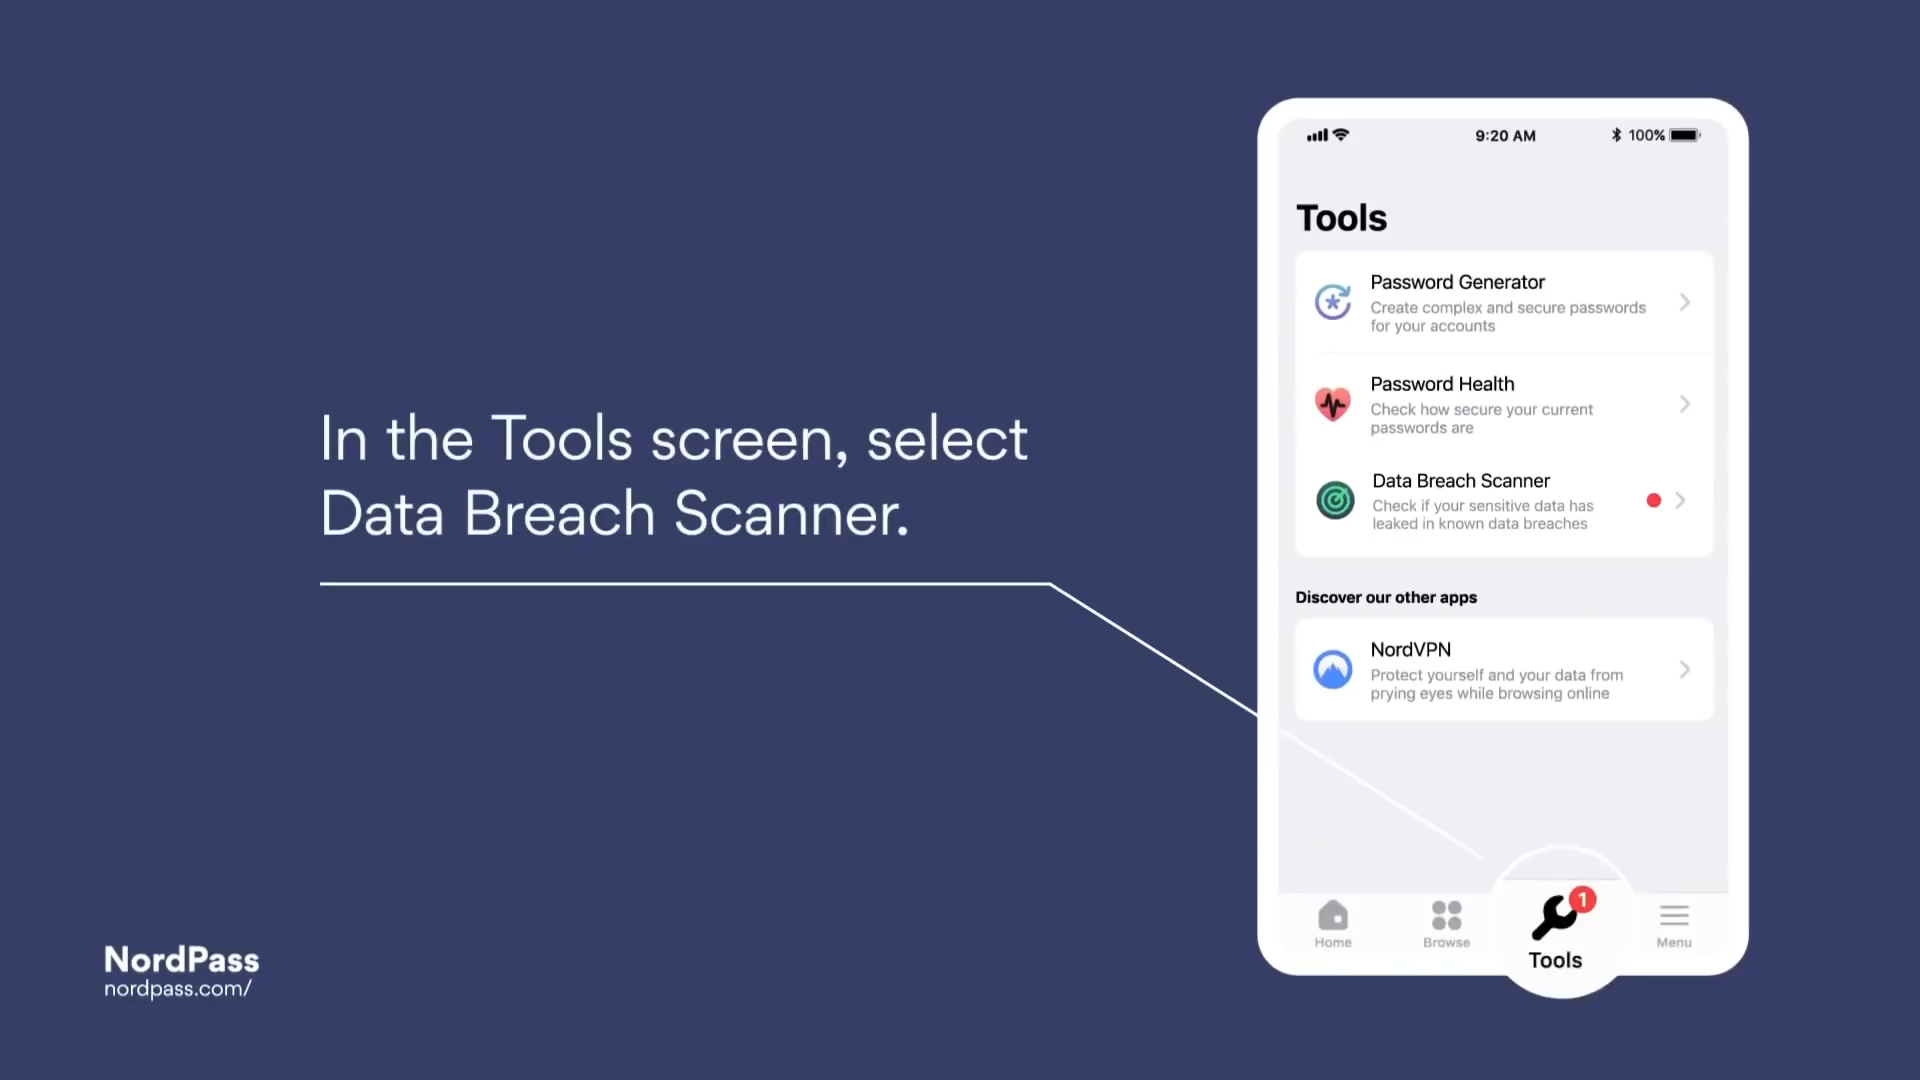 In the Tools screen, select
Data Breach Scanner.
NordPass
nordpass.com/
9:20 AM
100%
Tools
Password Generator
Create complex and secure passwords
for your accounts
Password Health
Check how secure your current
passwords are
Data Breach Scanner
Check if your sensitive data has
leaked in known data breaches
Discover our other apps
NordVPN
Protect yourself and your data from
prying eyes while browsing online
1
Home
Browse
Tools
Menu